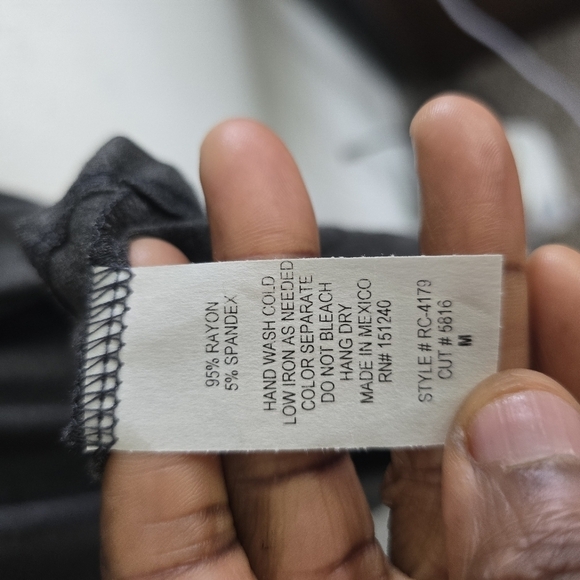 95% RAYON
5% SPANDEX
HAND WASH COLD
LOW IRON AS NEEDED
COLOR SEPARATE
DO NOT BLEACH
HANG DRY
MADE IN MEXICO
RN# 151240
STYLE # RC-4179
CUT # 5816
M